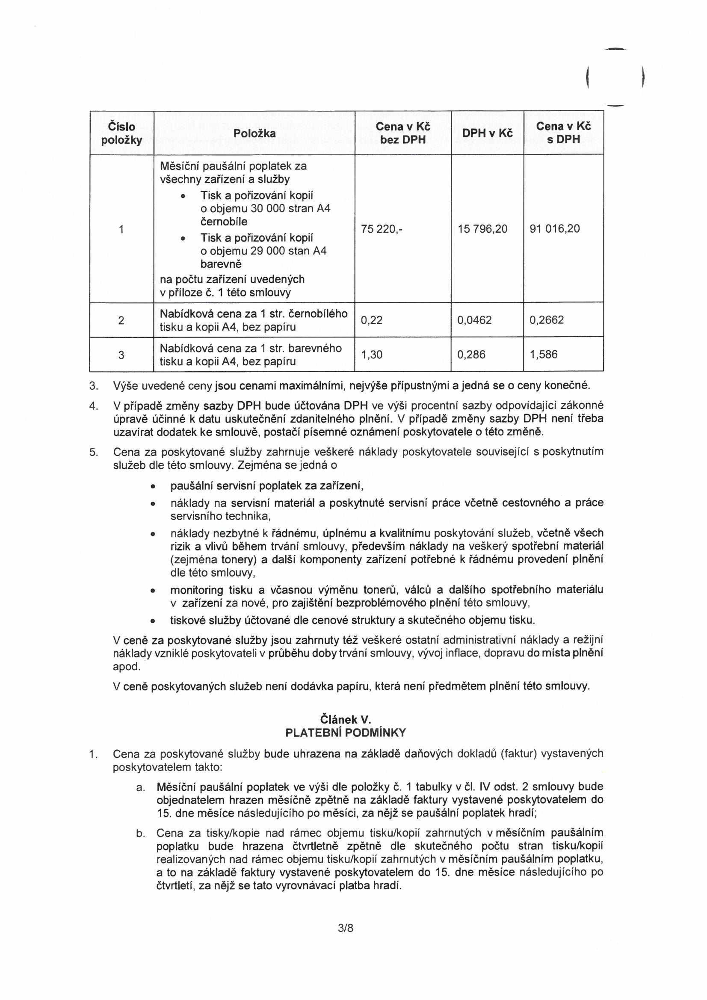 Číslo položky
Položka
Cena v Kč bez DPH
DPH v Kč
Cena v Kč s DPH
1
Měsíční paušální poplatek za
všechny zařízení a služby
• Tisk a pořizování kopií
o objemu 30 000 stran A4
černobíle
• Tisk a pořizování kopií
o objemu 29 000 stan A4
barevně
na počtu zařízení uvedených
v příloze č. 1 této smlouvy
75 220,-
15 796,20
91 016,20
2
Nabídková cena za 1 str. černobílého
tisku a kopii A4, bez papíru
0,22
0,0462
0,2662
3
Nabídková cena za 1 str. barevného
tisku a kopii A4, bez papíru
1,30
0,286
1,586
3. Výše uvedené ceny jsou cenami maximálními, nejvýše přípustnými a jedná se o ceny konečné.
4. V případě změny sazby DPH bude účtována DPH ve výši procentní sazby odpovídající zákonné
úpravě účinné k datu uskutečnění zdanitelného plnění. V případě změny sazby DPH není třeba
uzavírat dodatek ke smlouvě, postačí písemné oznámení poskytovatele o této změně.
5. Cena za poskytované služby zahrnuje veškeré náklady poskytovatele související s poskytnutím
služeb dle této smlouvy. Zejména se jedná o
• paušální servisní poplatek za zařízení,
• náklady na servisní materiál a poskytnuté servisní práce včetně cestovného a práce
servisního technika,
• náklady nezbytné k řádnému, úplnému a kvalitnímu poskytování služeb, včetně všech
rizik a vlivů během trvání smlouvy, především náklady na veškerý spotřební materiál
(zejména tonery) a další komponenty zařízení potřebné k řádnému provedení plnění
dle této smlouvy,
• monitoring tisku a včasnou výměnu tonerů, válců a dalšího spotřebního materiálu
v zařízení za nové, pro zajištění bezproblémového plnění této smlouvy,
• tiskové služby účtované dle cenové struktury a skutečného objemu tisku.
V ceně za poskytované služby jsou zahrnuty též veškeré ostatní administrativní náklady a režijní
náklady vzniklé poskytovateli v průběhu doby trvání smlouvy, vývoj inflace, dopravu do místa plnění
apod.
V ceně poskytovaných služeb není dodávka papíru, která není předmětem plnění této smlouvy.
Článek V.
PLATEBNÍ PODMÍNKY
1. Cena za poskytované služby bude uhrazena na základě daňových dokladů (faktur) vystavených
poskytovatelem takto:
a. Měsíční paušální poplatek ve výši dle položky č. 1 tabulky v čl. IV odst. 2 smlouvy bude
objednatelem hrazen měsíčně zpětně na základě faktury vystavené poskytovatelem do
15. dne měsíce následujícího po měsíci, za nějž se paušální poplatek hradí;
b. Cena za tisky/kopie nad rámec objemu tisku/kopií zahrnutých v měsíčním paušálním
poplatku bude hrazena čtvrtletně zpětně dle skutečného počtu stran tisku/kopií
realizovaných nad rámec objemu tisku/kopií zahrnutých v měsíčním paušálním poplatku,
a to na základě faktury vystavené poskytovatelem do 15. dne měsíce následujícího po
čtvrtletí, za nějž se tato vyrovnávací platba hradí.
3/8